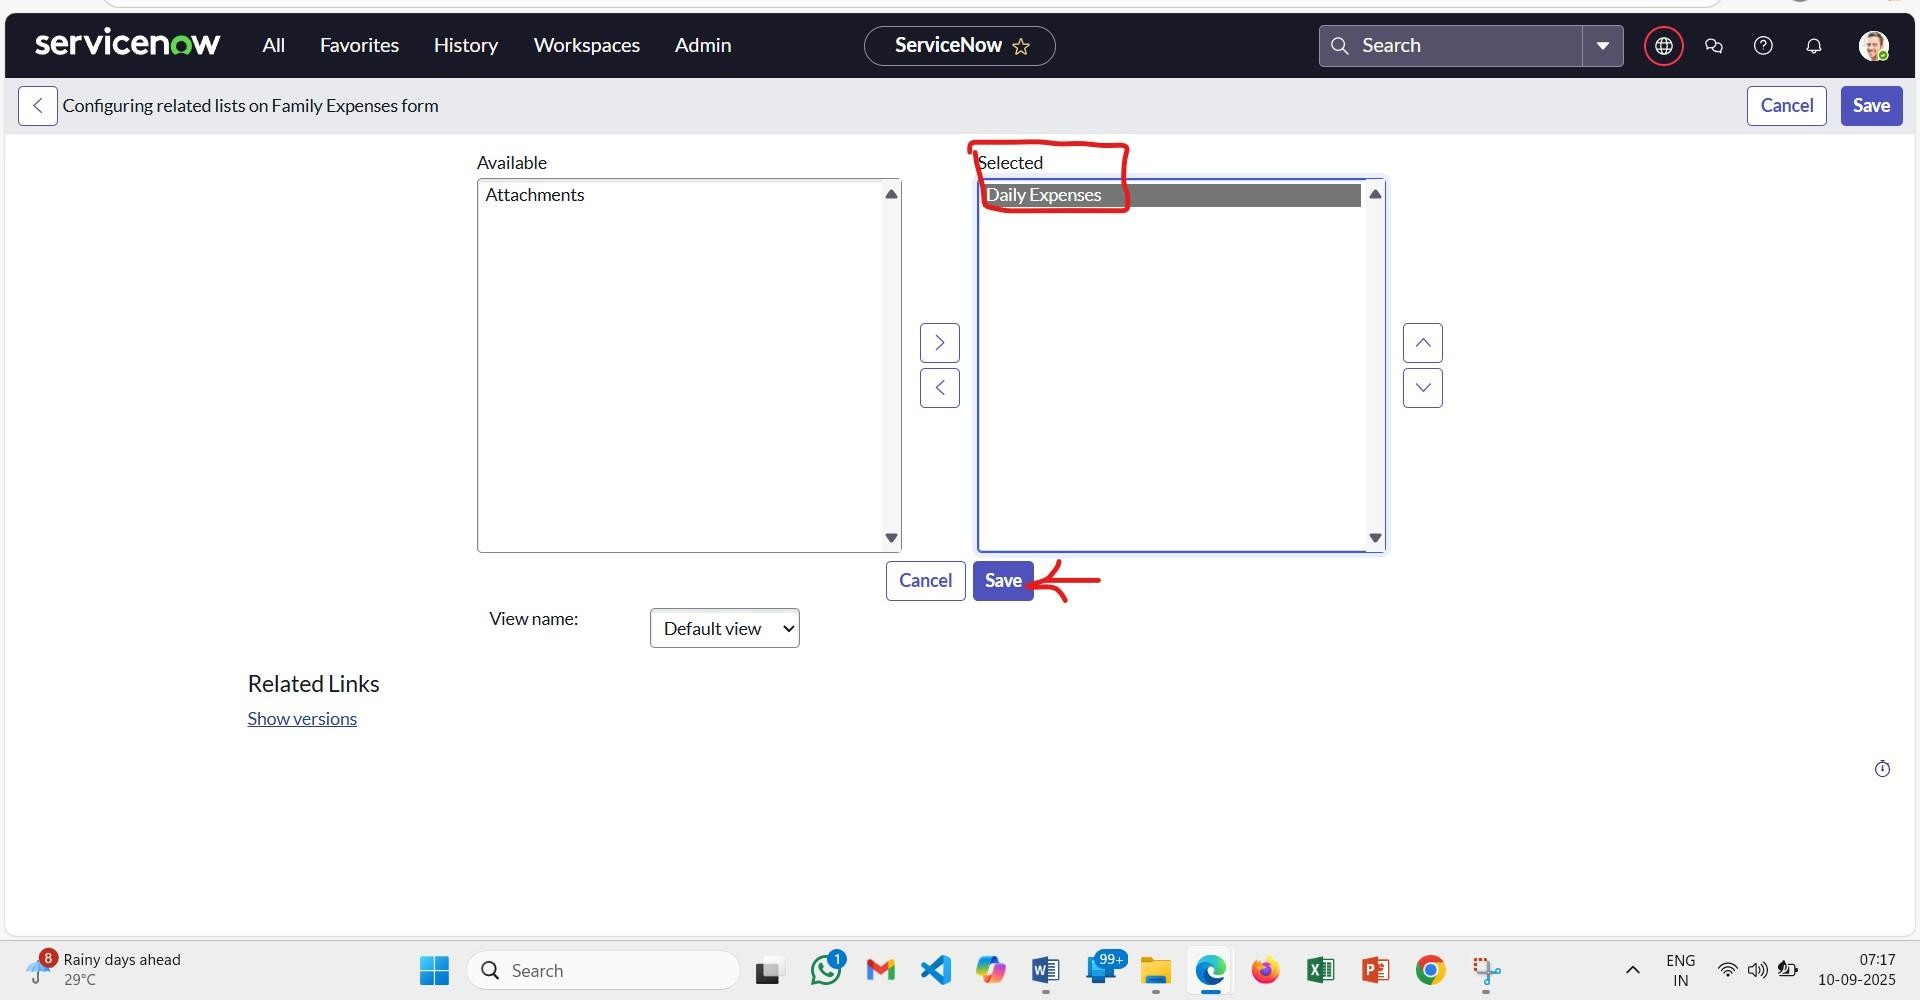 servicenow All Favorites History Workspaces Admin ServiceNow Search
Configuring related lists on Family Expenses form Cancel Save
Available Selected
Attachments Daily Expenses
Cancel Save
View name: Default view
Related Links
Show versions
8 Rainy days ahead
29°C
Search
1
99+
ENG
IN
07:17
10-09-2025